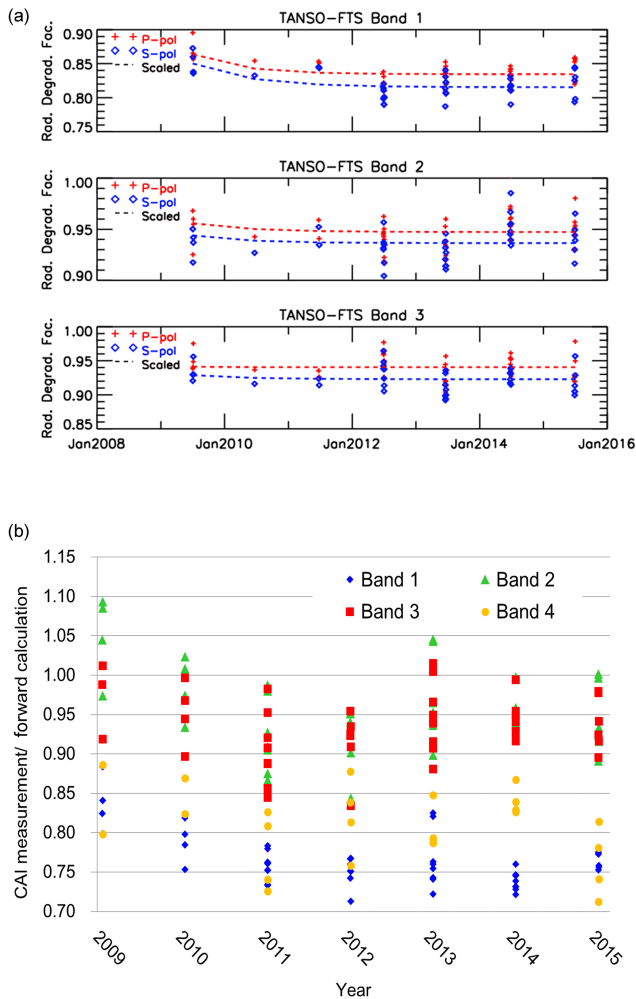 (a)
TANSO-FTS Band 1
Rad. Degrad. Fac.
0.90
0.85
0.80
0.75
P-pol
S-pol
Scaled
TANSO-FTS Band 2
Rad. Degrad. Fac.
1.00
0.95
0.90
P-pol
S-pol
Scaled
TANSO-FTS Band 3
Rad. Degrad. Fac.
1.00
0.95
0.90
0.85
P-pol
S-pol
Scaled
Jan2008 Jan2010 Jan2012 Jan2014 Jan2016
(b)
CAI measurement/ forward calculation
1.15
1.10
1.05
1.00
0.95
0.90
0.85
0.80
0.75
0.70
Band 1 Band 2
Band 3 Band 4
2009 2010 2011 2012 2013 2014 2015
Year